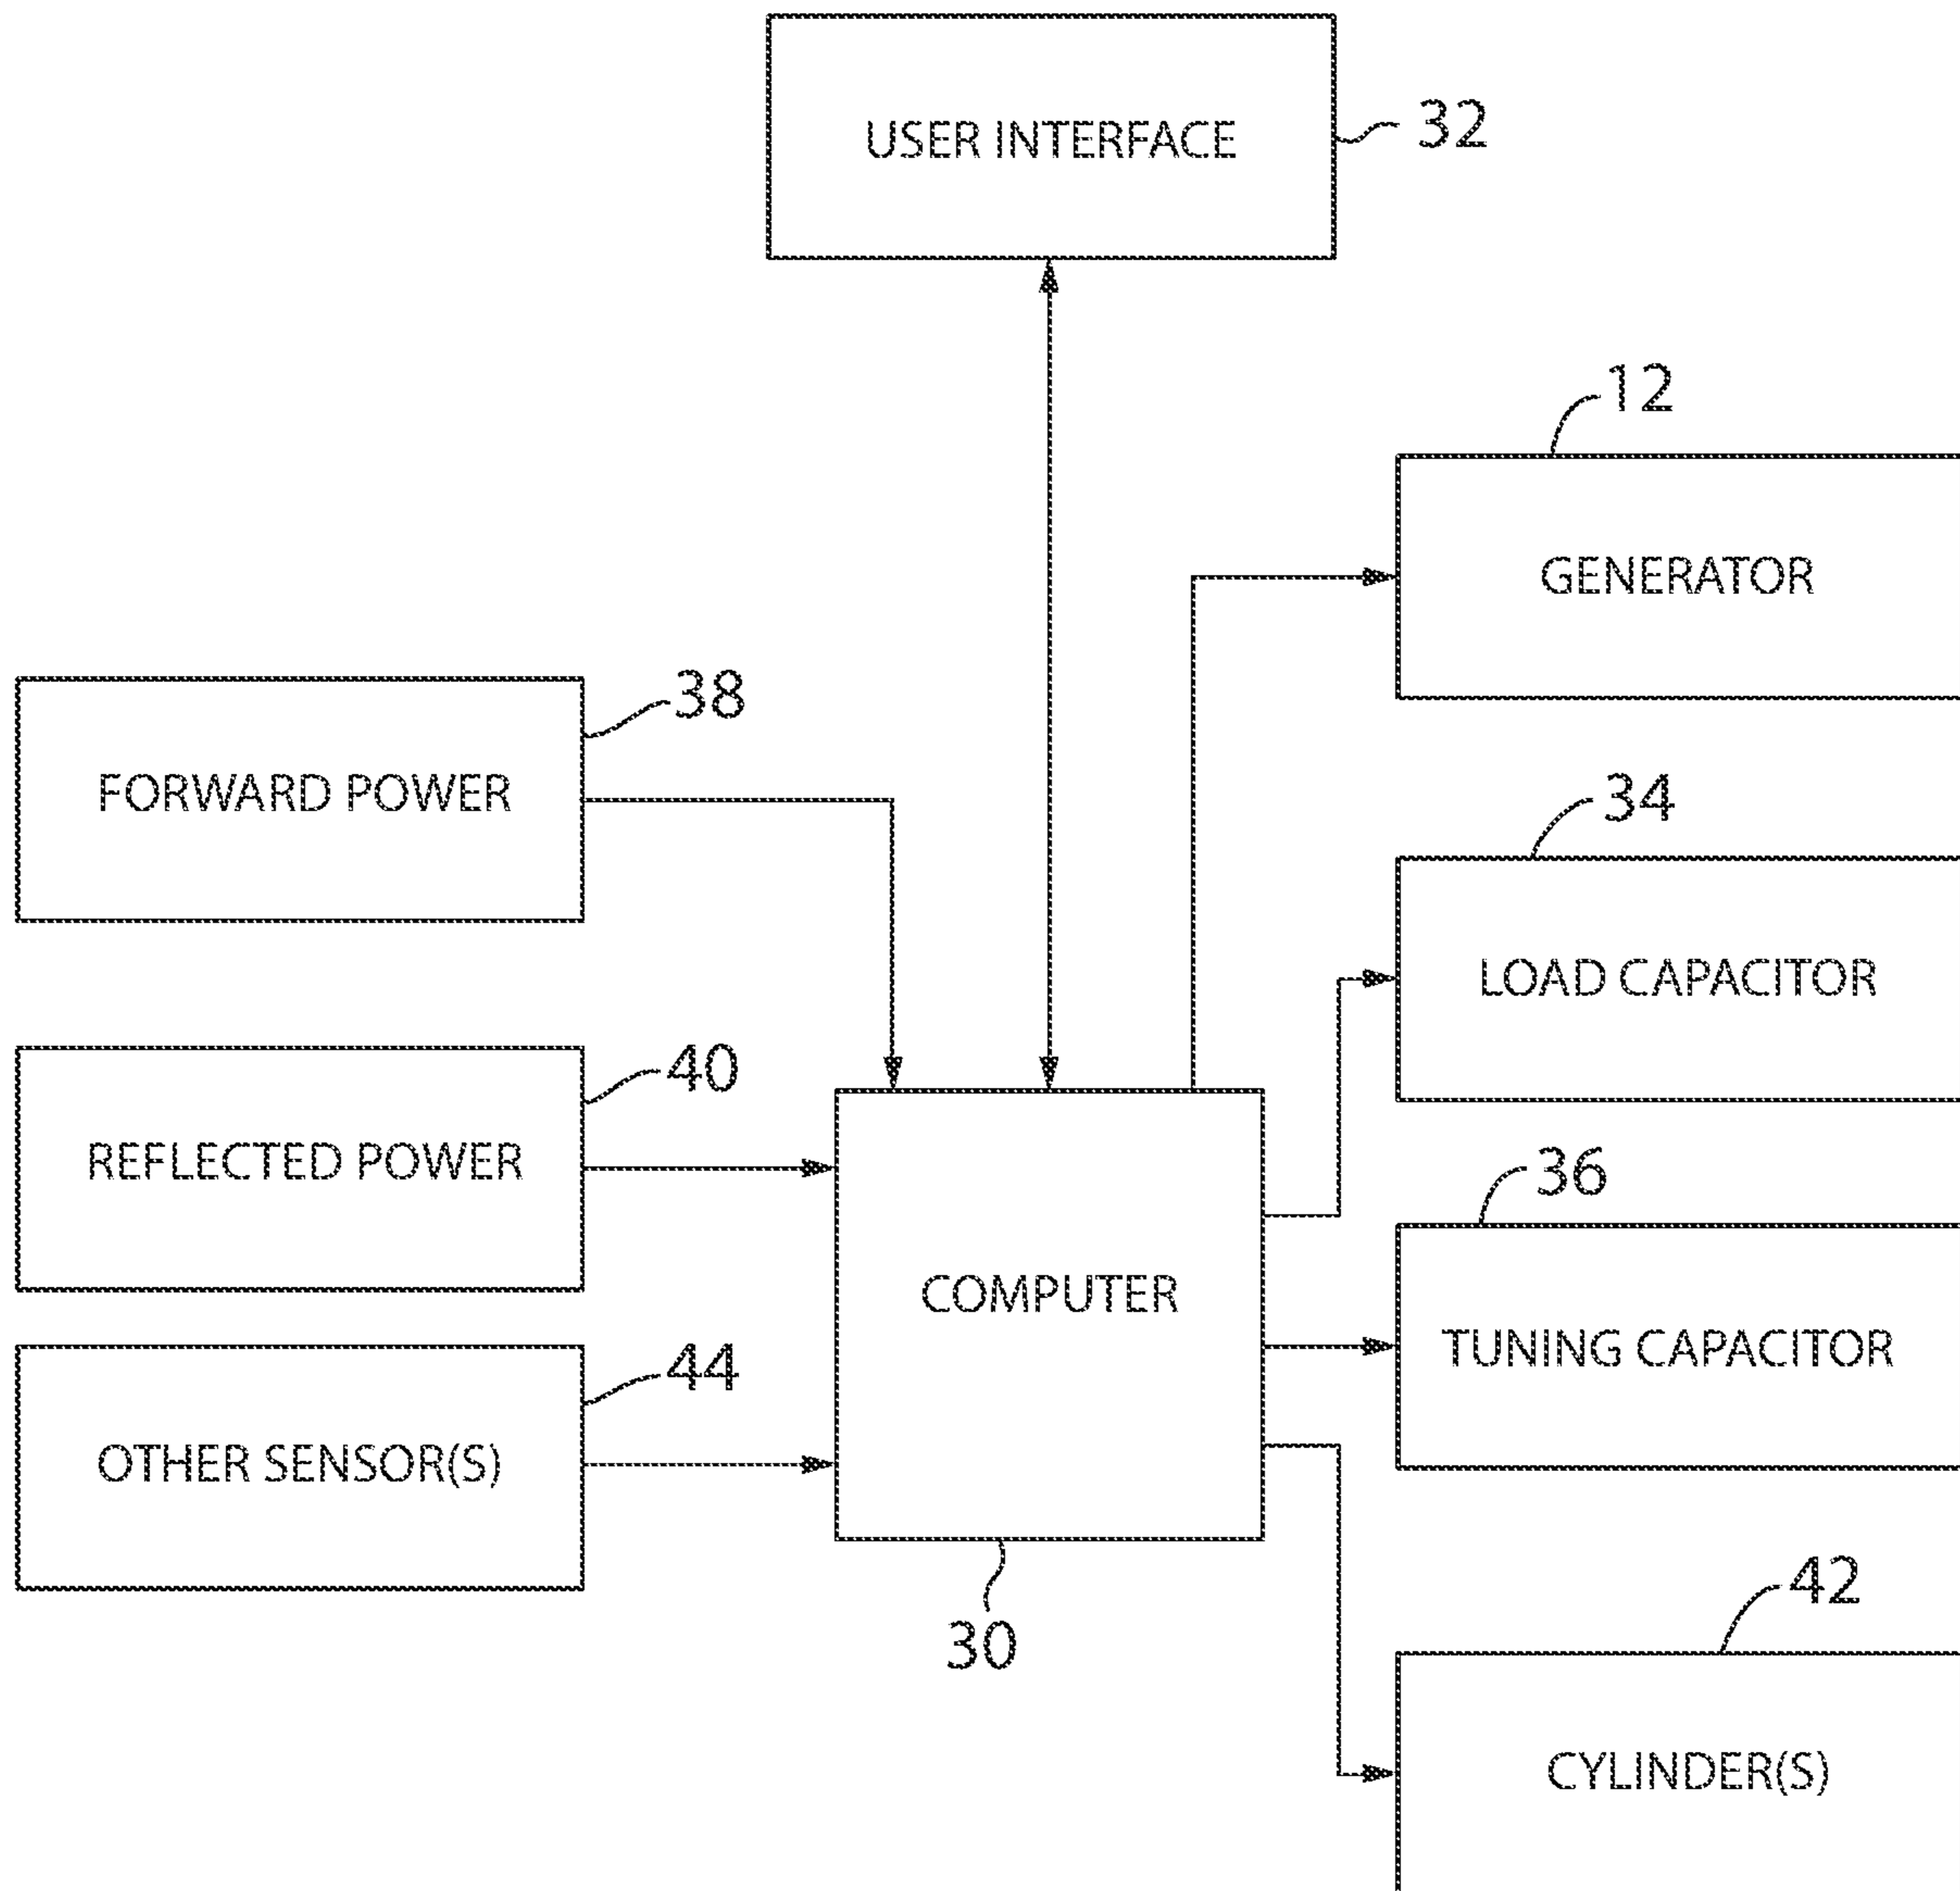 USER INTERFACE
32
12
GENERATOR
38
FORWARD POWER
34
LOAD CAPACITOR
40
REFLECTED POWER
36
COMPUTER
TUNING CAPACITOR
44
OTHER SENSOR(S)
30
42
CYLINDER(S)